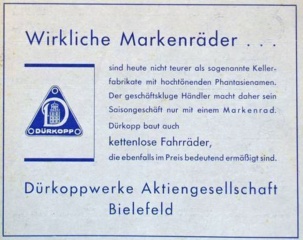 Wirkliche Markenräder . . .
sind heute nicht teurer als sogenannte Keller-
fabrikate mit hochtönenden Phantasienamen.
Der geschäftskluge Händler macht daher sein
Saisongeschäft nur mit einem Markenrad.
DÜRKOPP
Dürkopp baut auch
kettenlose Fahrräder,
die ebenfalls im Preis bedeutend ermäßigt sind.
Dürkoppwerke Aktiengesellschaft
Bielefeld